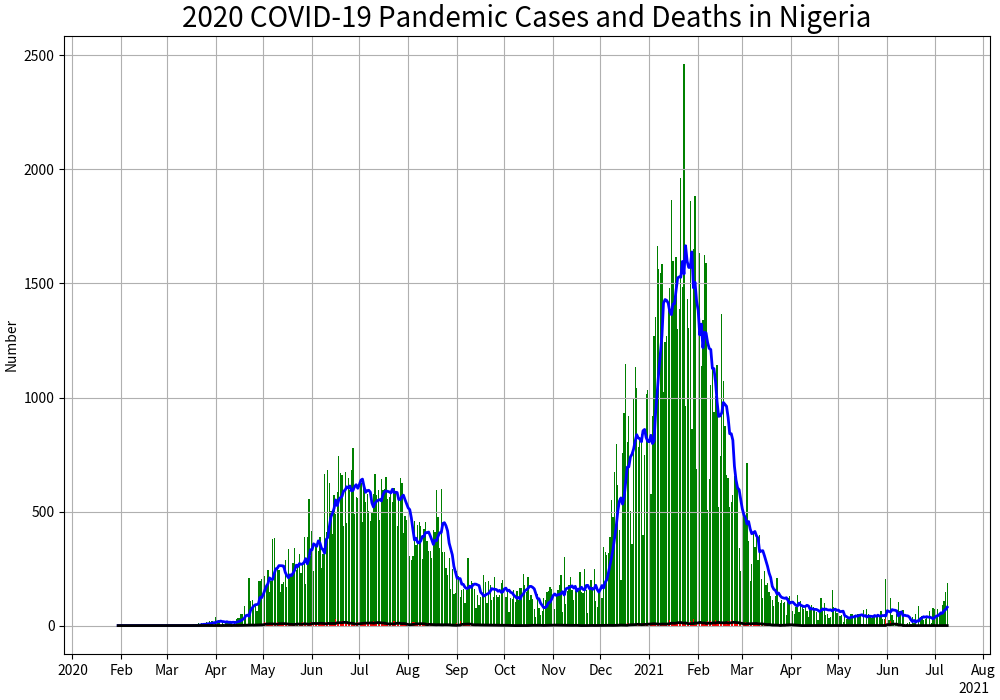 2020 COVID-19 Pandemic Cases and Deaths in Nigeria
2500
2000
1500
1000
500
0
Number
2020 Feb Mar Apr May Jun Jul Aug Sep Oct Nov Dec 2021 Feb Mar Apr May Jun Jul Aug
2021